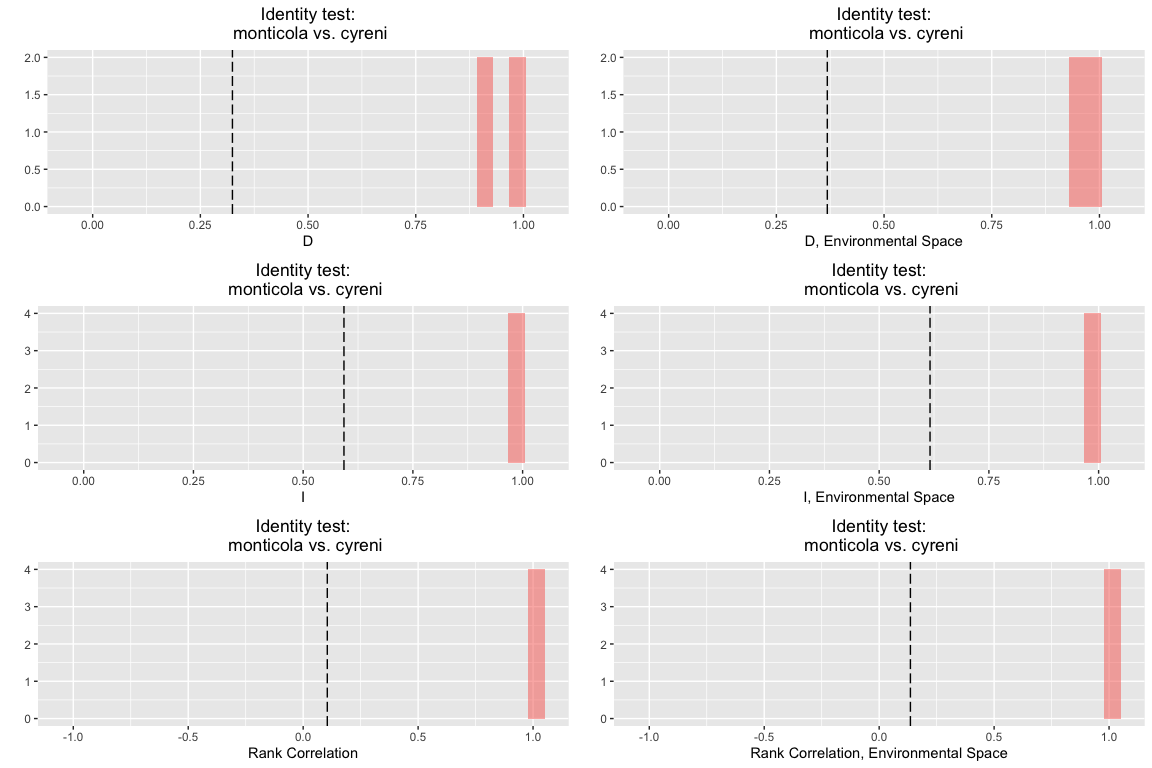 Identity test:
monticola vs. cyreni
2.0
1.5
1.0
0.5
0.0
0.00 0.25 0.50 0.75 1.00
D
Identity test:
monticola vs. cyreni
2.0
1.5
1.0
0.5
0.0
0.00 0.25 0.50 0.75 1.00
D, Environmental Space
Identity test:
monticola vs. cyreni
4
3
2
1
0
0.00 0.25 0.50 0.75 1.00
I
Identity test:
monticola vs. cyreni
4
3
2
1
0
0.00 0.25 0.50 0.75 1.00
I, Environmental Space
Identity test:
monticola vs. cyreni
4
3
2
1
0
-1.0 -0.5 0.0 0.5 1.0
Rank Correlation
Identity test:
monticola vs. cyreni
4
3
2
1
0
-1.0 -0.5 0.0 0.5 1.0
Rank Correlation, Environmental Space